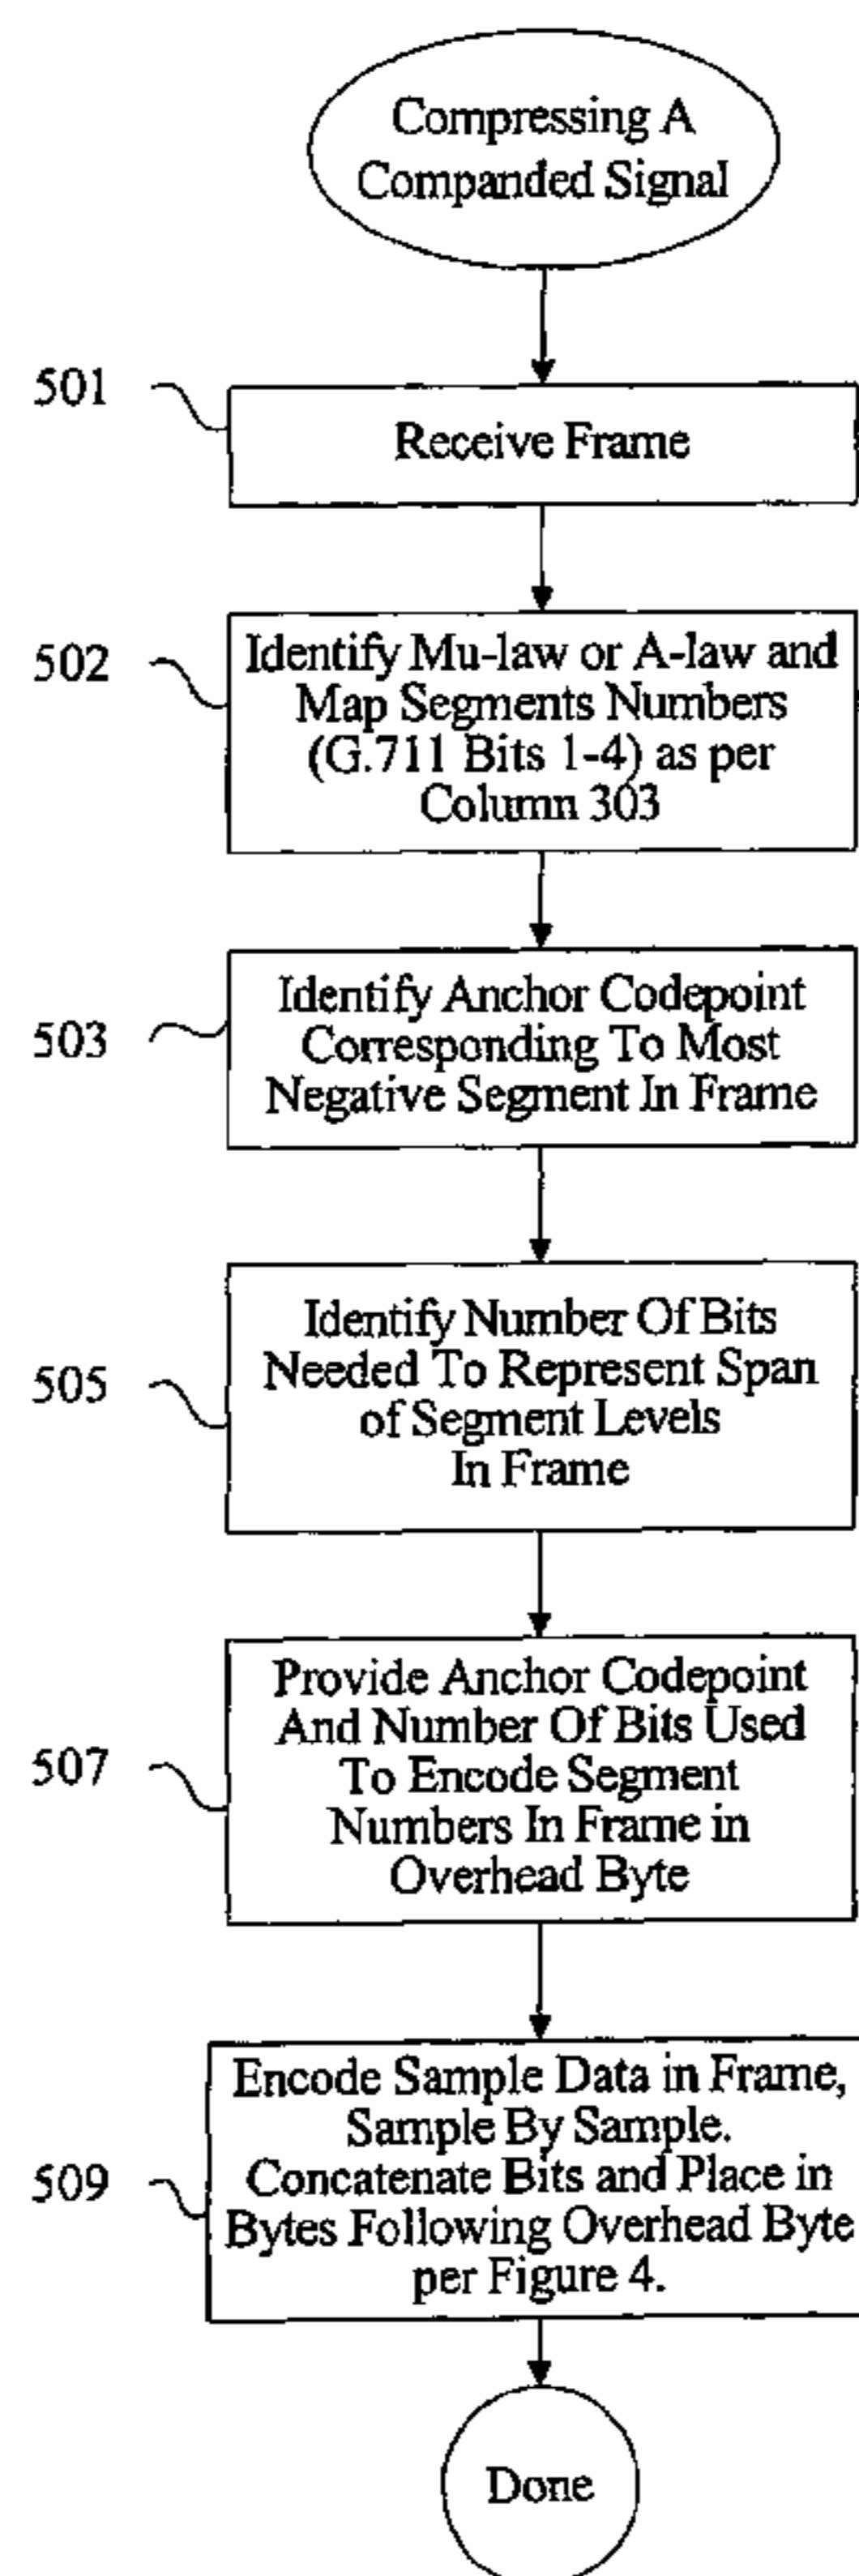 Compressing A
Companded Signal
501
Receive Frame
502
Identify Mu-law or A-law and
Map Segments Numbers
(G.711 Bits 1-4) as per
Column 303
503
Identify Anchor Codepoint
Corresponding To Most
Negative Segment In Frame
505
Identify Number Of Bits
Needed To Represent Span
of Segment Levels
In Frame
507
Provide Anchor Codepoint
And Number Of Bits Used
To Encode Segment
Numbers In Frame in
Overhead Byte
509
Encode Sample Data in Frame,
Sample By Sample.
Concatenate Bits and Place in
Bytes Following Overhead Byte
per Figure 4.
Done